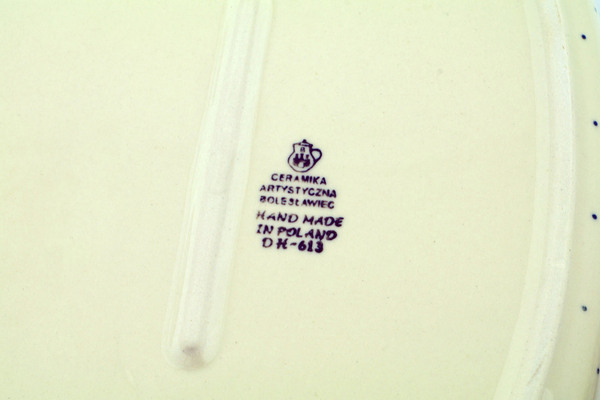 CERAMIKA
ARTYSTYCZNA
BOLESŁAWIEC
HAND MADE
IN POLAND
DH-613